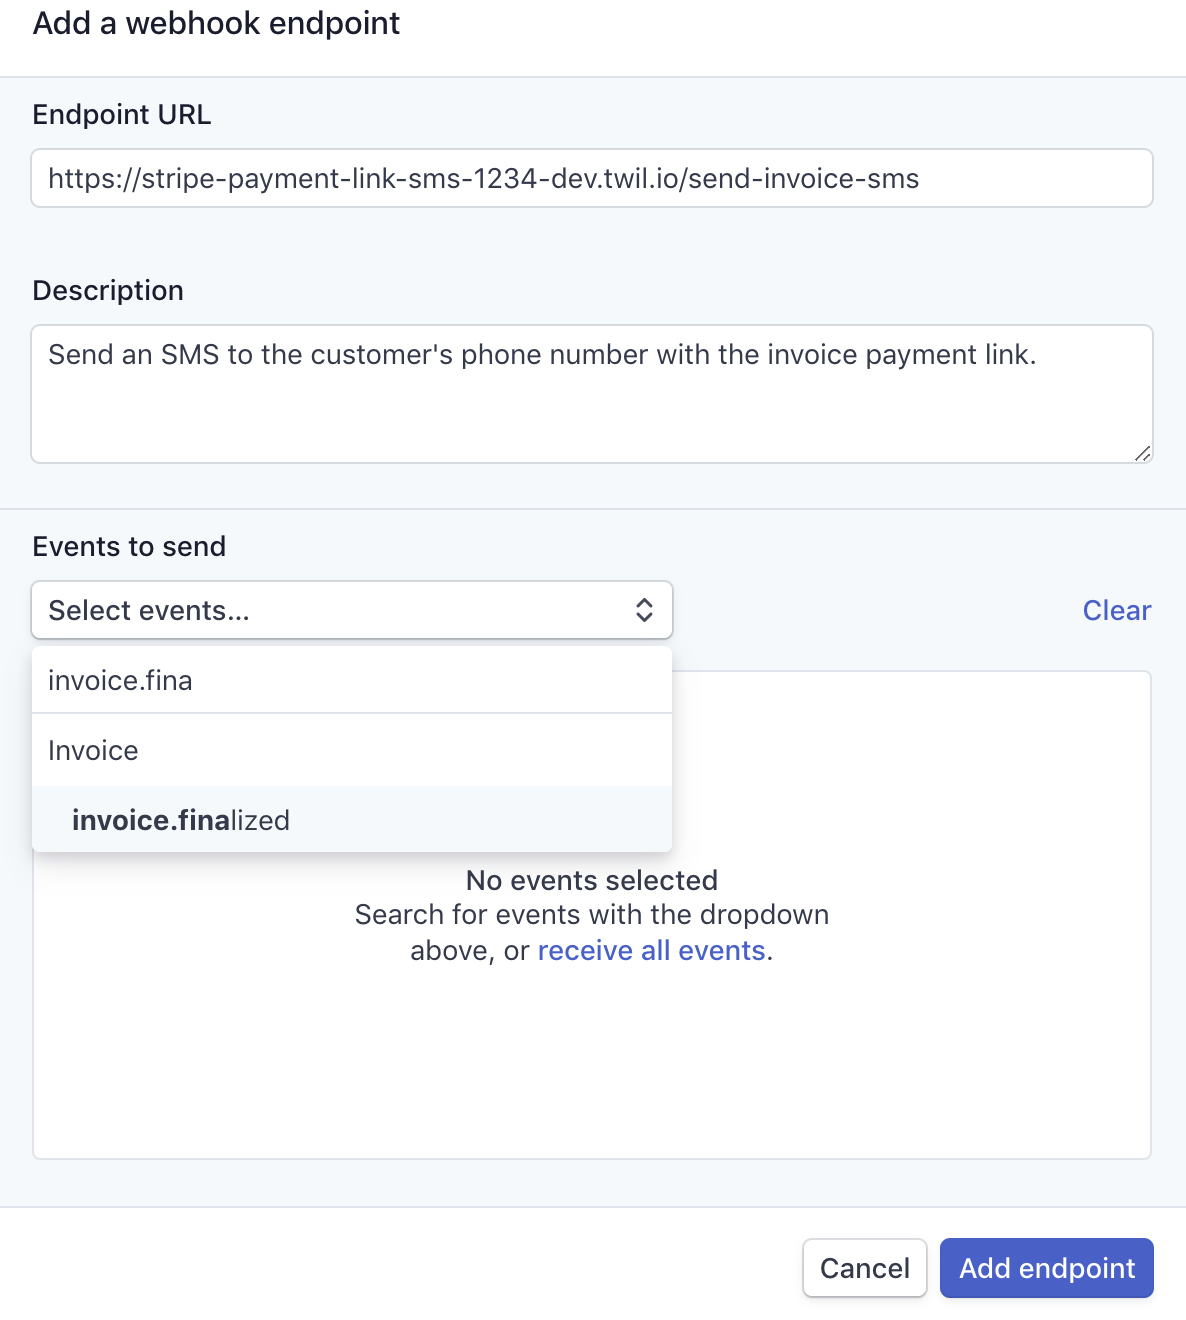 Add a webhook endpoint
Endpoint URL
https://stripe-payment-link-sms-1234-dev.twil.io/send-invoice-sms
Description
Send an SMS to the customer's phone number with the invoice payment link.
Events to send
Select events...
Clear
invoice.fina
Invoice
invoice.finalized
No events selected
Search for events with the dropdown
above, or receive all events.
Cancel
Add endpoint